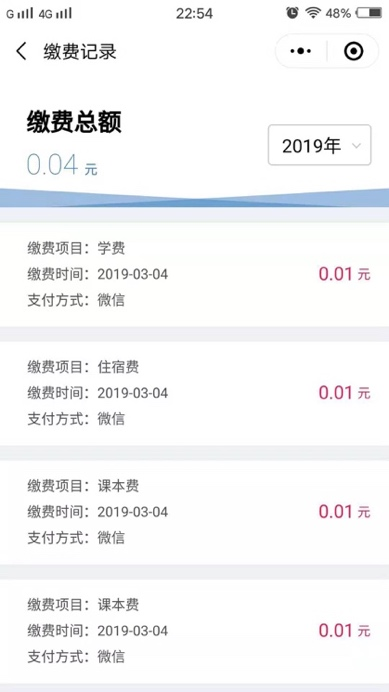 G 4G 22:54 48%
缴费记录
缴费总额
0.04 元
2019年
缴费项目：学费
缴费时间：2019-03-04
0.01 元
支付方式：微信
缴费项目：住宿费
缴费时间：2019-03-04
0.01 元
支付方式：微信
缴费项目：课本费
缴费时间：2019-03-04
0.01 元
支付方式：微信
缴费项目：课本费
缴费时间：2019-03-04
0.01 元
支付方式：微信